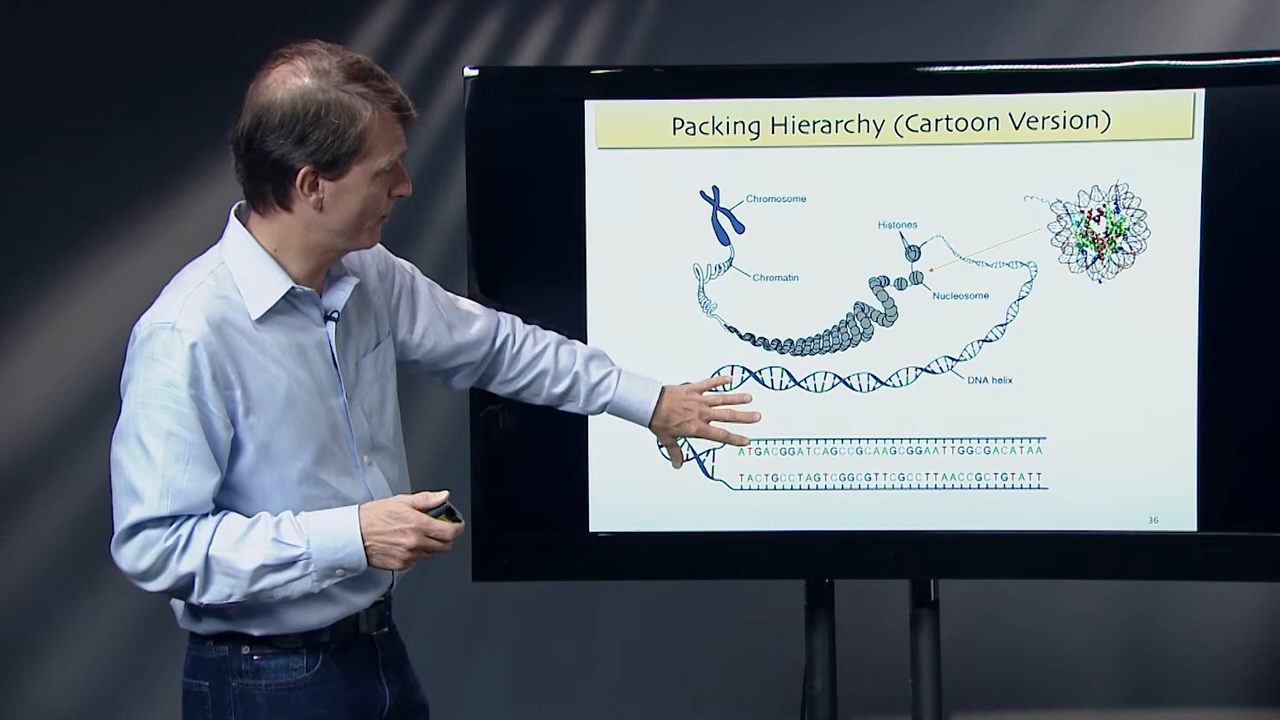 Packing Hierarchy (Cartoon Version)
Chromosome
Histones
Chromatin
Nucleosome
DNA helix
ATGACGGATCAGCCGCAAGCGGAATTGGCGACATAA
TACTGCCTAGTCGGCGTTCGCCTTAACCGCTGTATT
36